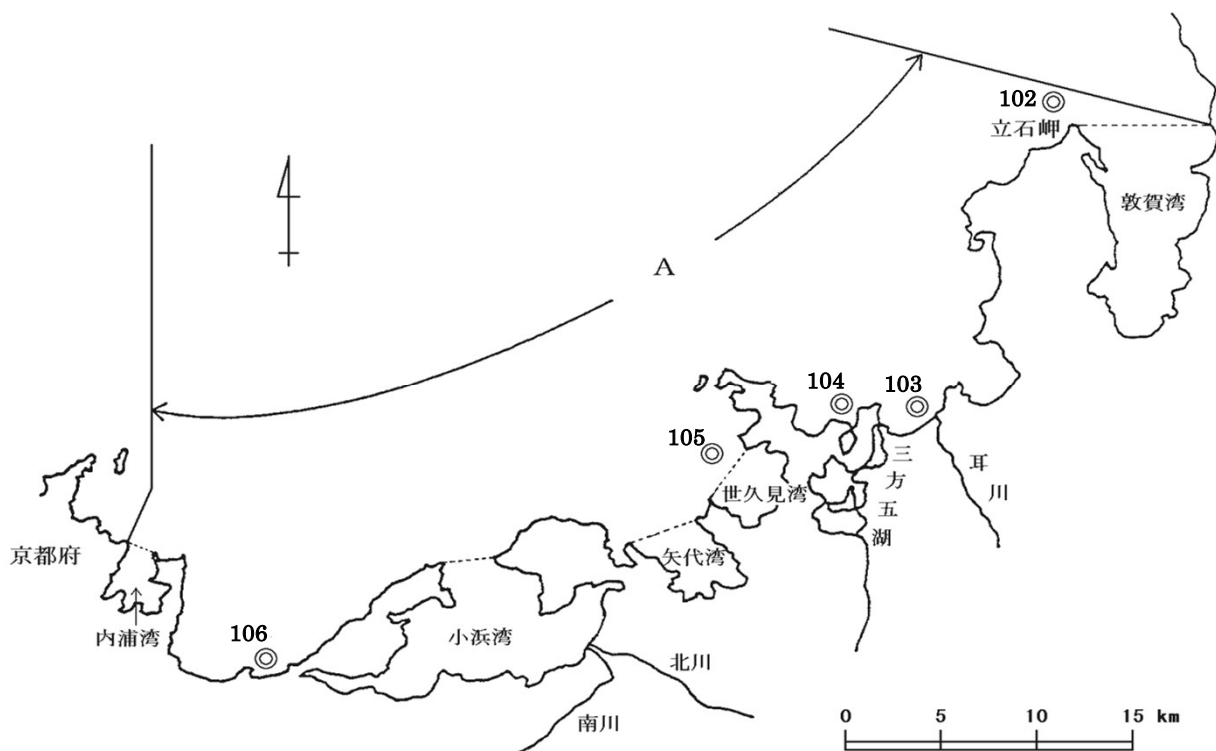 102
立石岬
敦賀湾
A
104
103
105
三方五湖
耳川
世久見湾
京都府
矢代湾
内浦湾
106
小浜湾
北川
南川
0 5 10 15 km